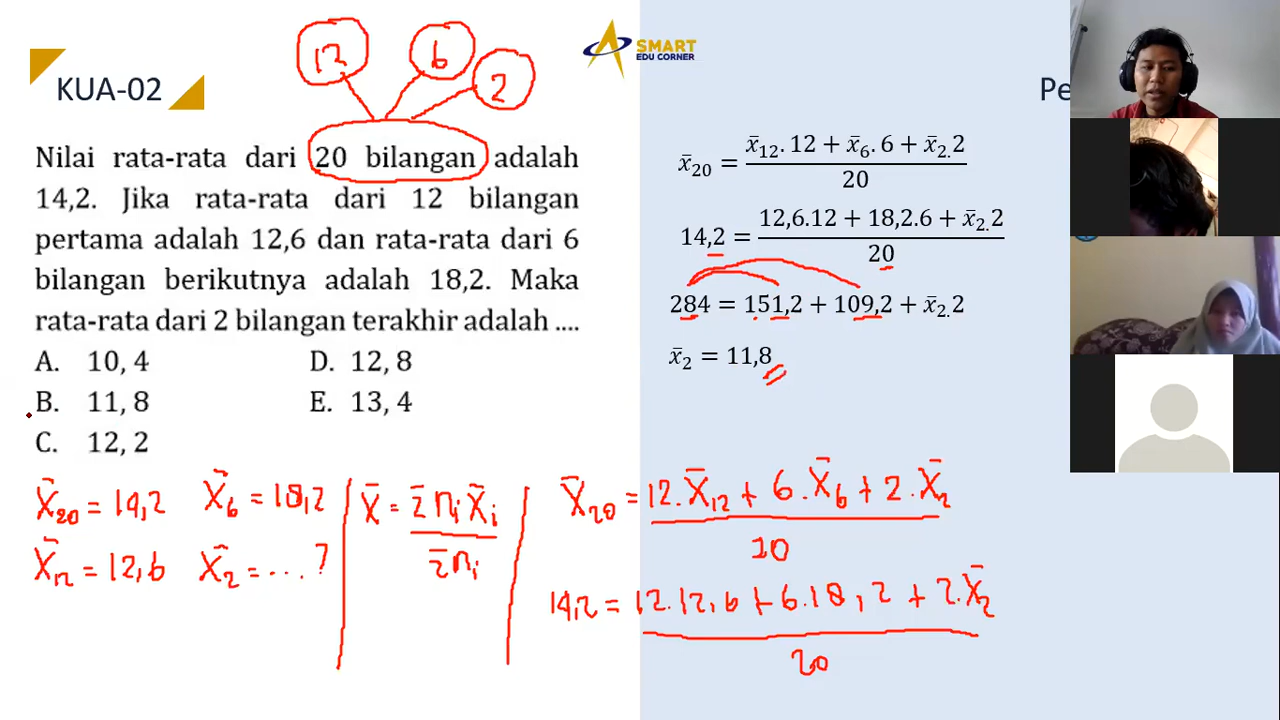 12 6 2
SMART
EDU CORNER
KUA-02
Pe
Nilai rata-rata dari 20 bilangan adalah
14,2. Jika rata-rata dari 12 bilangan
pertama adalah 12,6 dan rata-rata dari 6
bilangan berikutnya adalah 18,2. Maka
rata-rata dari 2 bilangan terakhir adalah ....
A. 10, 4 D. 12, 8
B. 11, 8 E. 13, 4
C. 12, 2
x̄₂₀ = (x̄₁₂. 12 + x̄₆. 6 + x̄₂. 2) / 20
14,2 = (12,6.12 + 18,2.6 + x̄₂. 2) / 20
284 = 151,2 + 109,2 + x̄₂. 2
x̄₂ = 11,8
X̄₂₀ = 14,2 X̄₆ = 18,2
X̄₁₂ = 12,6 X̄₂ = ... ?
X̄ = Σ nᵢ X̄ᵢ / Σ nᵢ
X̄₂₀ = (12. X̄₁₂ + 6. X̄₆ + 2. X̄₂) / 20
14,2 = (12.12,6 + 6.18,2 + 2. X̄₂) / 20